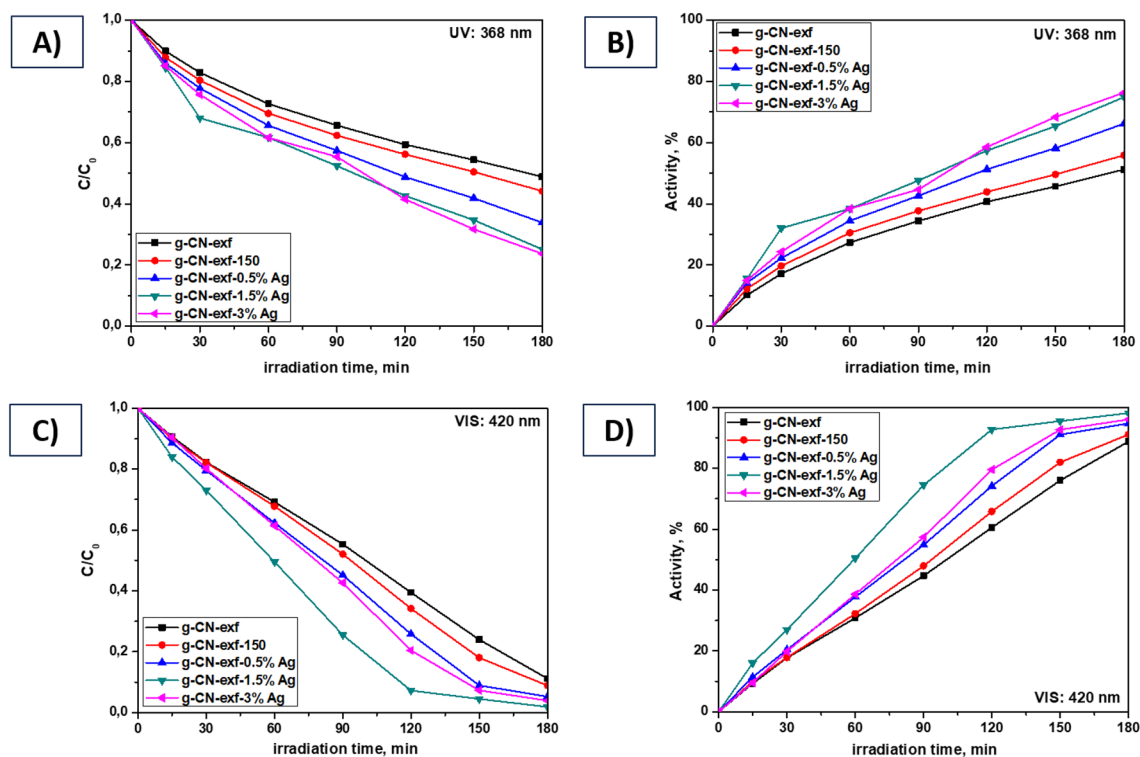 A)
UV: 368 nm
1,0
0,8
0,6
0,4
0,2
0,0
C/C0
g-CN-exf
g-CN-exf-150
g-CN-exf-0.5% Ag
g-CN-exf-1.5% Ag
g-CN-exf-3% Ag
0 30 60 90 120 150 180
irradiation time, min
B)
UV: 368 nm
100
80
60
40
20
0
Activity, %
g-CN-exf
g-CN-exf-150
g-CN-exf-0.5% Ag
g-CN-exf-1.5% Ag
g-CN-exf-3% Ag
0 30 60 90 120 150 180
irradiation time, min
C)
VIS: 420 nm
1,0
0,8
0,6
0,4
0,2
0,0
C/C0
g-CN-exf
g-CN-exf-150
g-CN-exf-0.5% Ag
g-CN-exf-1.5% Ag
g-CN-exf-3% Ag
0 30 60 90 120 150 180
irradiation time, min
D)
100
80
60
40
20
0
Activity, %
g-CN-exf
g-CN-exf-150
g-CN-exf-0.5% Ag
g-CN-exf-1.5% Ag
g-CN-exf-3% Ag
VIS: 420 nm
0 30 60 90 120 150 180
irradiation time, min